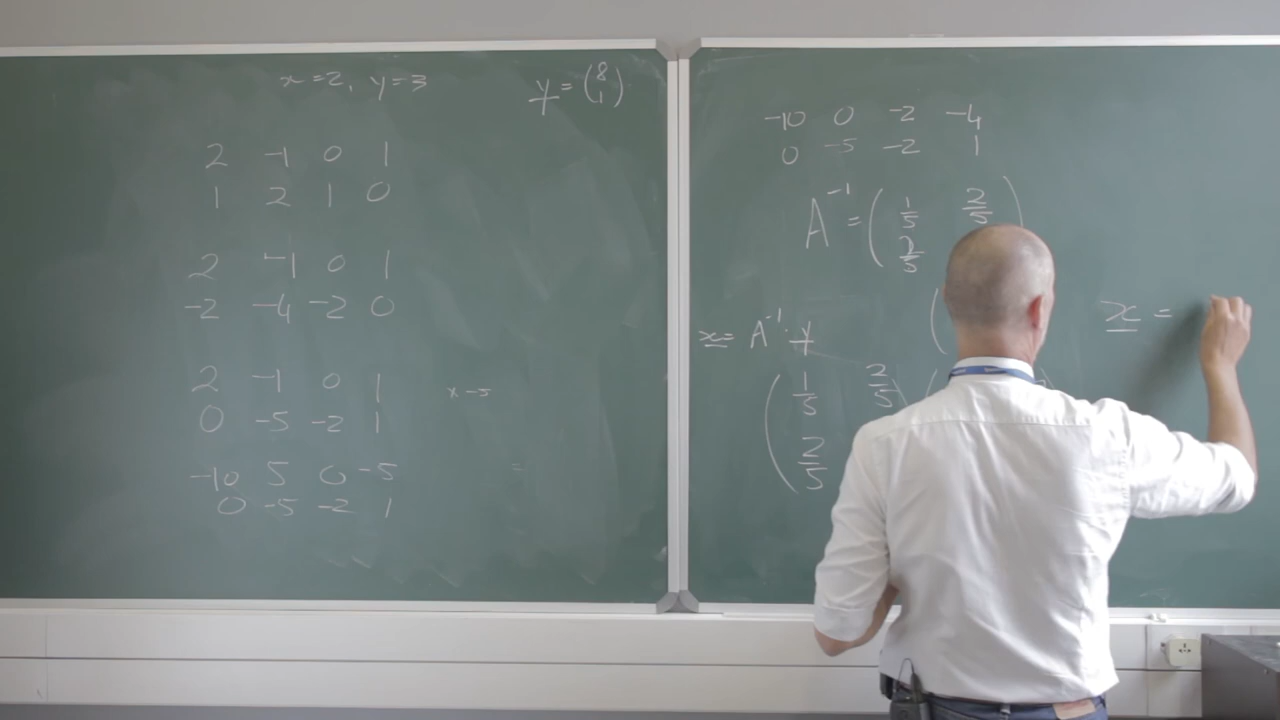 x=2, y=3
y = (8
1)
2 -1 0 1
1 2 1 0
2 -1 0 1
-2 -4 -2 0
2 -1 0 1
x-5
0 -5 -2 1
-10 5 0 -5
=
0 -5 -2 1
-10 0 -2 -4
0 -5 -2 1
A⁻¹ = (1/5 2/5)
2/5
x = A⁻¹ · y
x =
(1/5 2/5) (
2/5